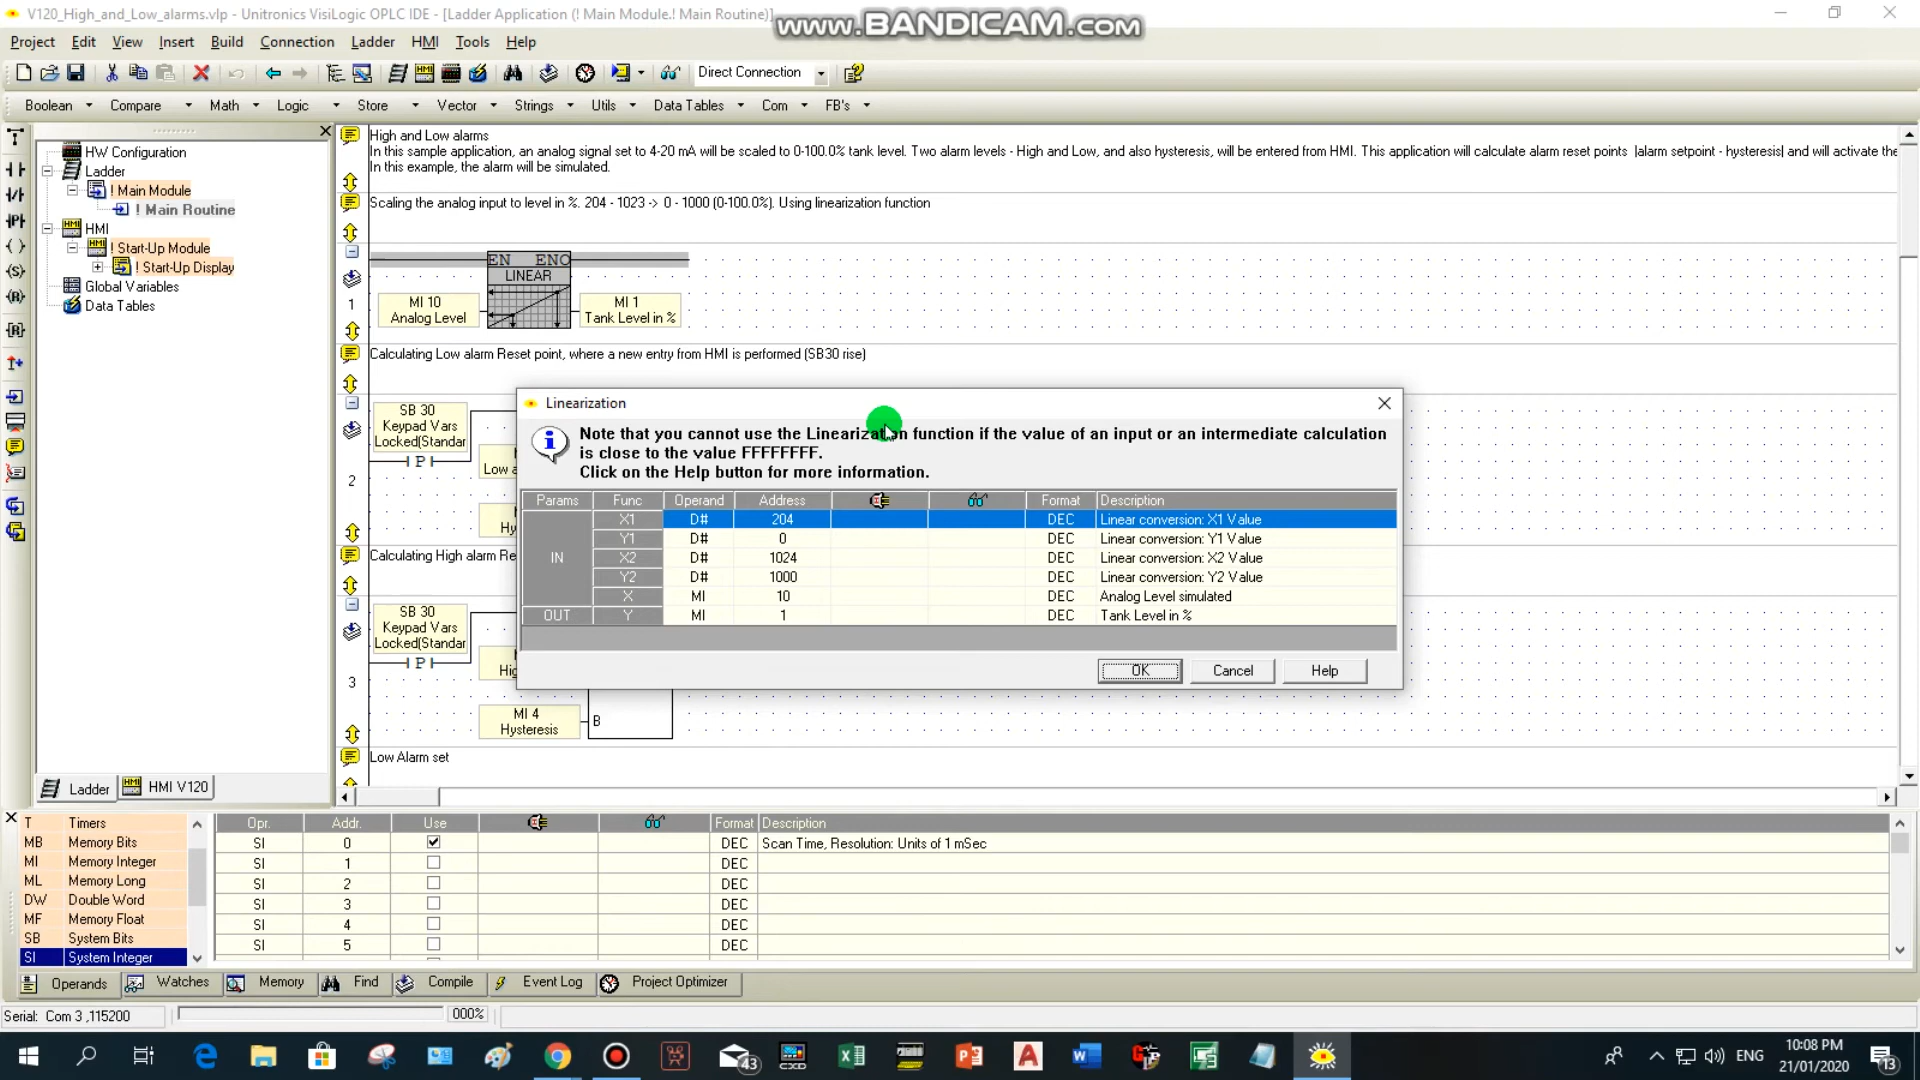 V120_High_and_Low_alarms.vlp - Unitronics VisiLogic OPLC IDE - [Ladder Application (! Main Module.! Main Routine)]
www.BANDICAM.com
Project Edit View Insert Build Connection Ladder HMI Tools Help
Direct Connection
Boolean Compare Math Logic Store Vector Strings Utils Data Tables Com FB's
HW Configuration
Ladder
! Main Module
! Main Routine
HMI
! Start-Up Module
! Start-Up Display
Global Variables
Data Tables
Ladder HMI V120
High and Low alarms
In this sample application, an analog signal set to 4-20 mA will be scaled to 0-100.0% tank level. Two alarm levels - High and Low, and also hysteresis, will be entered from HMI. This application will calculate alarm reset points |alarm setpoint - hysteresis| and will activate the
In this example, the alarm will be simulated.
Scaling the analog input to level in %. 204 - 1023 -> 0 - 1000 (0-100.0%). Using linearization function
EN ENO
LINEAR
1
MI 10
Analog Level
MI 1
Tank Level in %
Calculating Low alarm Reset point, where a new entry from HMI is performed (SB30 rise)
SB 30
Keypad Vars
Locked(Standar
P
Low a
2
Hy
Calculating High alarm Re
SB 30
Keypad Vars
Locked(Standar
P
Hig
3
MI 4
Hysteresis
B
Low Alarm set
Linearization
Note that you cannot use the Linearization function if the value of an input or an intermediate calculation
is close to the value FFFFFFFF.
Click on the Help button for more information.
Params Func Operand Address Format Description
IN X1 D# 204 DEC Linear conversion: X1 Value
Y1 D# 0 DEC Linear conversion: Y1 Value
X2 D# 1024 DEC Linear conversion: X2 Value
Y2 D# 1000 DEC Linear conversion: Y2 Value
X MI 10 DEC Analog Level simulated
OUT Y MI 1 DEC Tank Level in %
OK Cancel Help
T Timers
MB Memory Bits
MI Memory Integer
ML Memory Long
DW Double Word
MF Memory Float
SB System Bits
SI System Integer
Opr. Addr. Use Format Description
SI 0 DEC Scan Time, Resolution: Units of 1 mSec
SI 1 DEC
SI 2 DEC
SI 3 DEC
SI 4 DEC
SI 5 DEC
Operands Watches Memory Find Compile Event Log Project Optimizer
Serial: Com 3 ,115200 000%
43
CXD
ENG
10:08 PM
21/01/2020
13